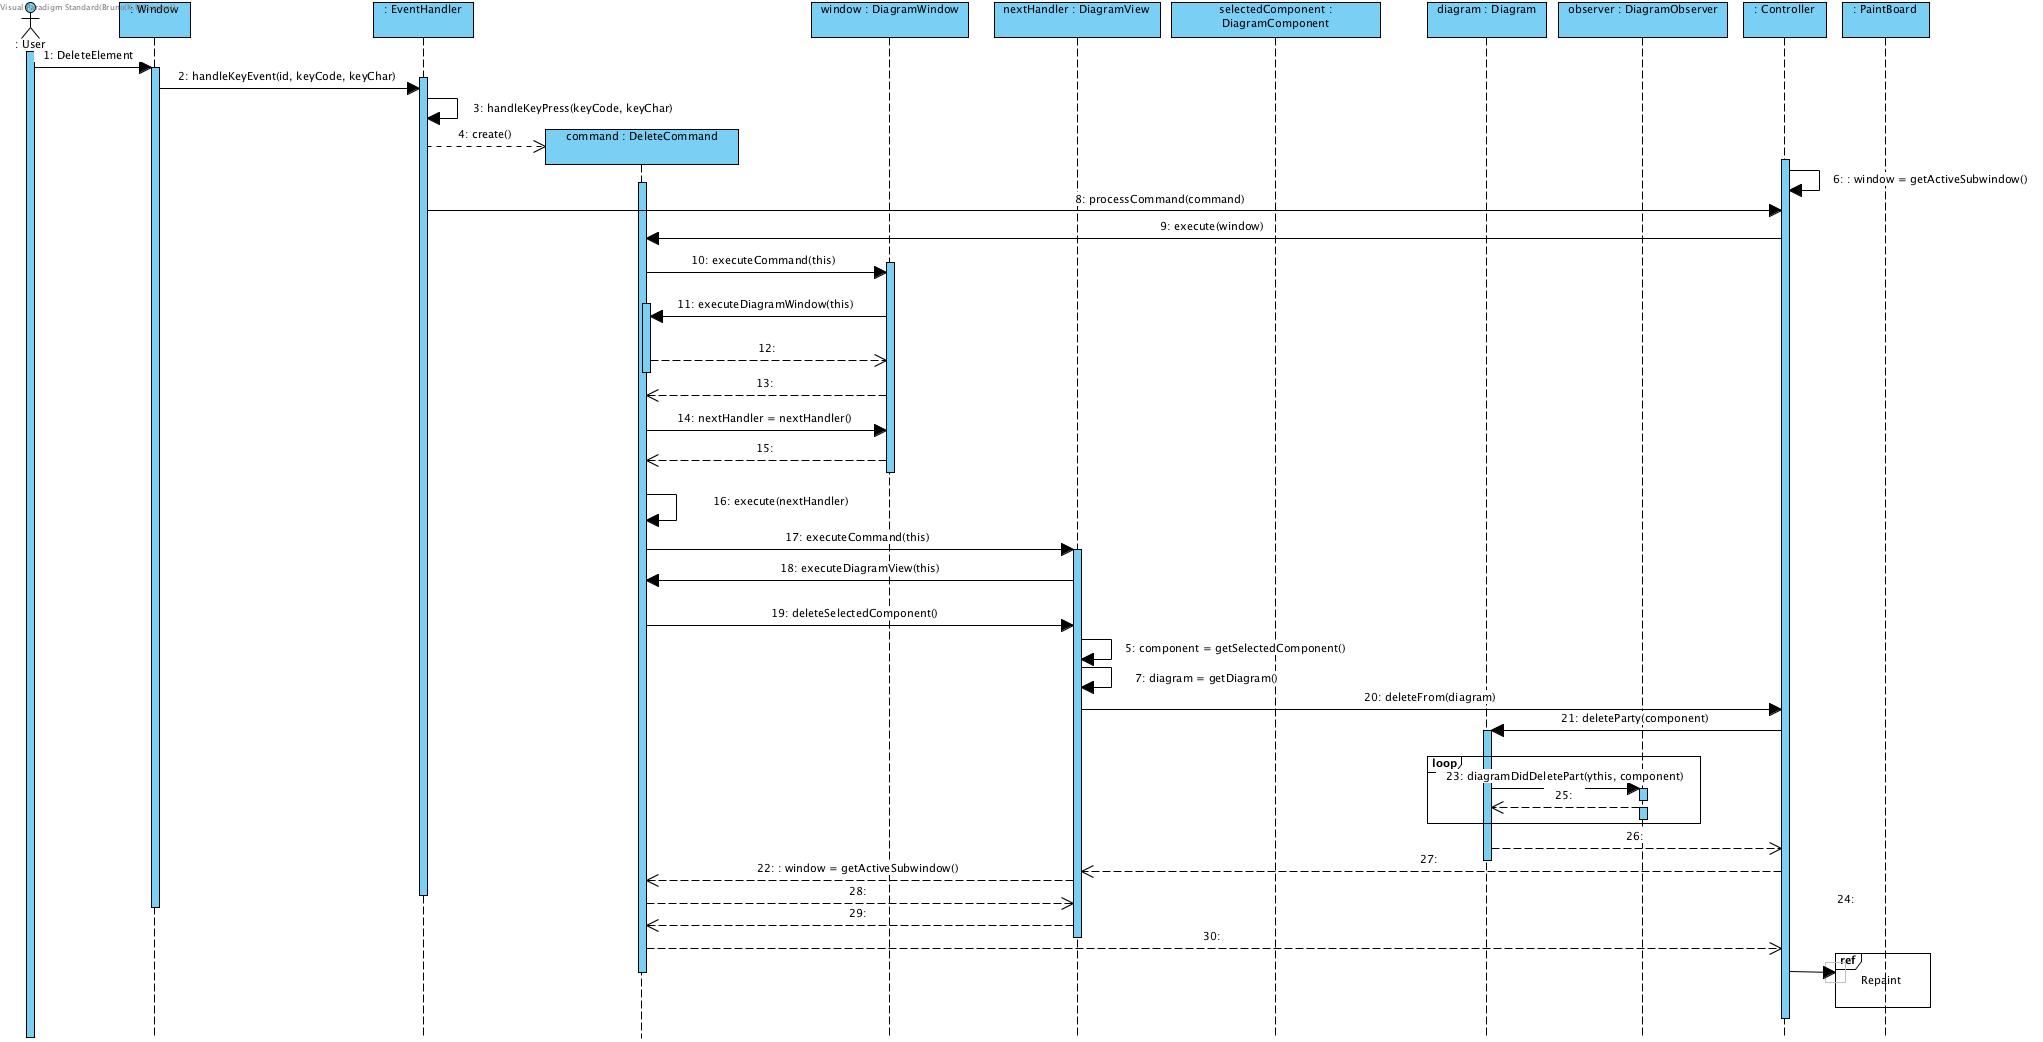 Visual Paradigm Standard(Bru
: User
: Window
: EventHandler
window : DiagramWindow
nextHandler : DiagramView
selectedComponent :
DiagramComponent
diagram : Diagram
observer : DiagramObserver
: Controller
: PaintBoard
1: DeleteElement
2: handleKeyEvent(id, keyCode, keyChar)
3: handleKeyPress(keyCode, keyChar)
4: create()
command : DeleteCommand
6: : window = getActiveSubwindow()
8: processCommand(command)
9: execute(window)
10: executeCommand(this)
11: executeDiagramWindow(this)
12:
13:
14: nextHandler = nextHandler()
15:
16: execute(nextHandler)
17: executeCommand(this)
18: executeDiagramView(this)
19: deleteSelectedComponent()
5: component = getSelectedComponent()
7: diagram = getDiagram()
20: deleteFrom(diagram)
21: deleteParty(component)
loop
23: diagramDidDeletePart(ythis, component)
25:
26:
27:
22: : window = getActiveSubwindow()
28:
24:
29:
30:
ref
Repaint